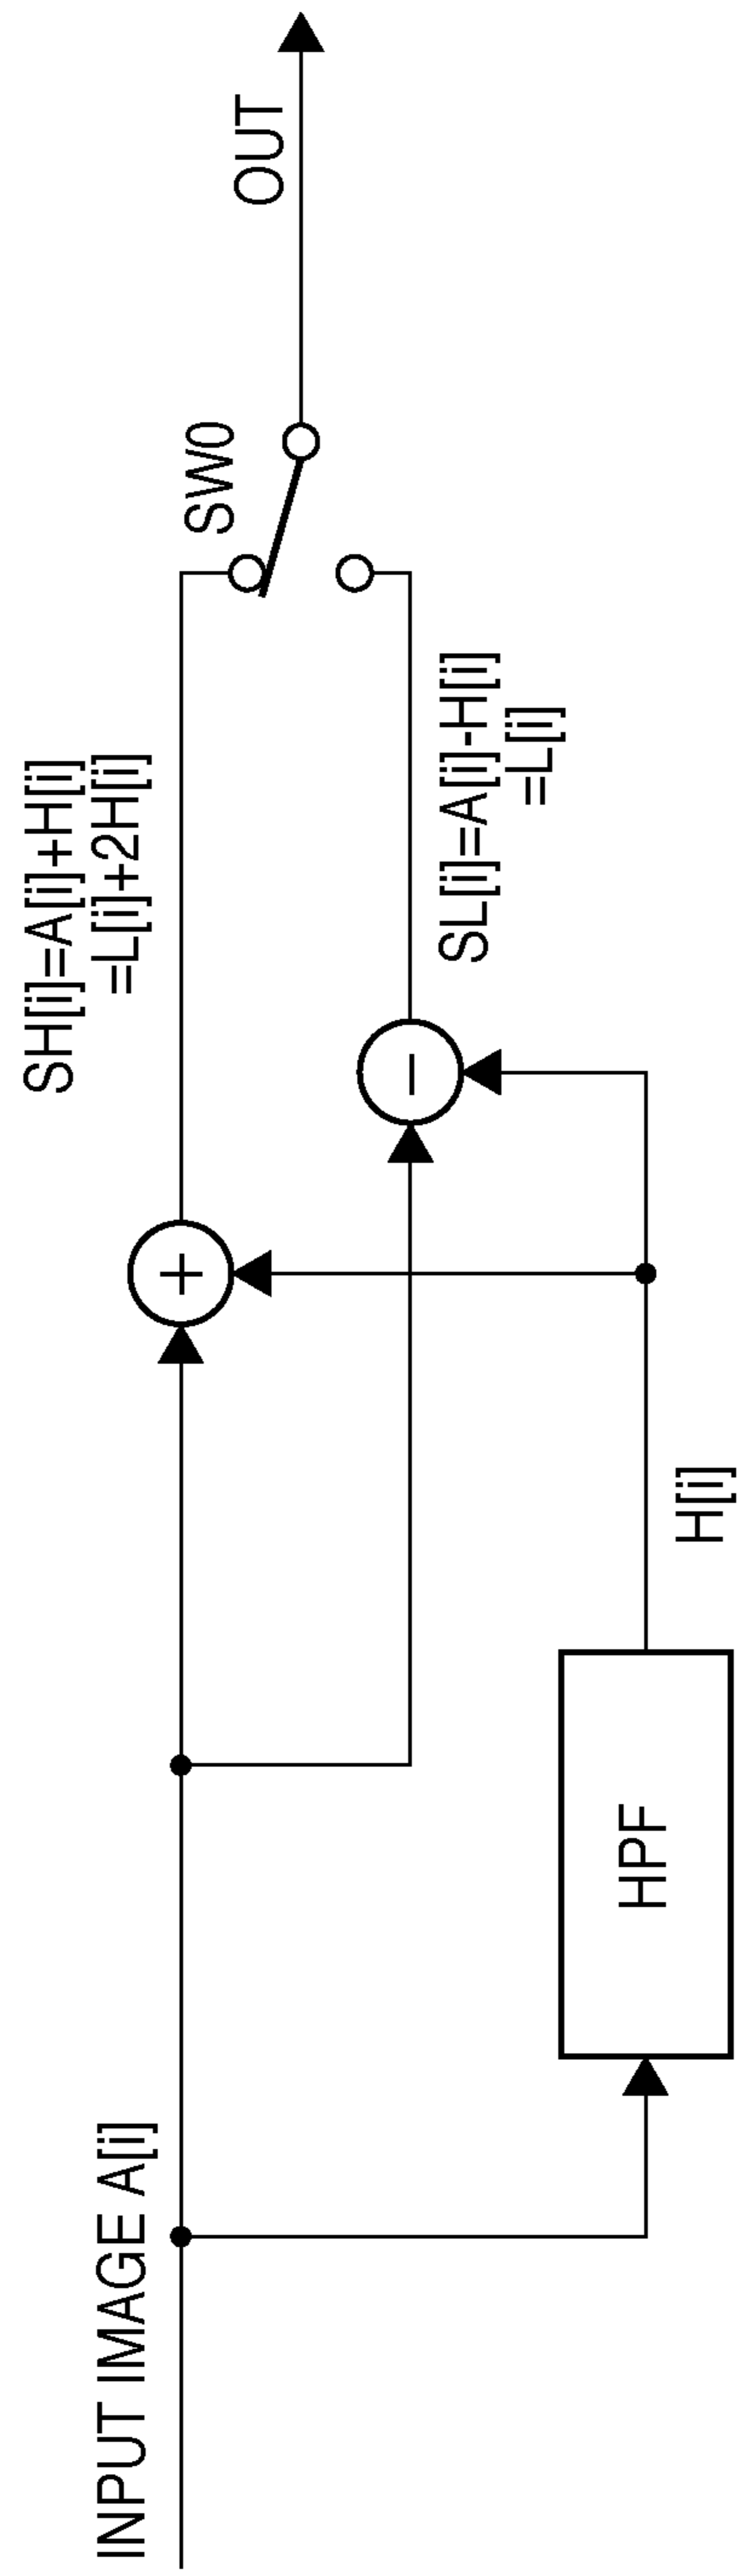 INPUT IMAGE A[i]
HPF
H[i]
+
SH[i]=A[i]+H[i]
=L[i]+2H[i]
−
SL[i]=A[i]-H[i]
=L[i]
SW0
OUT